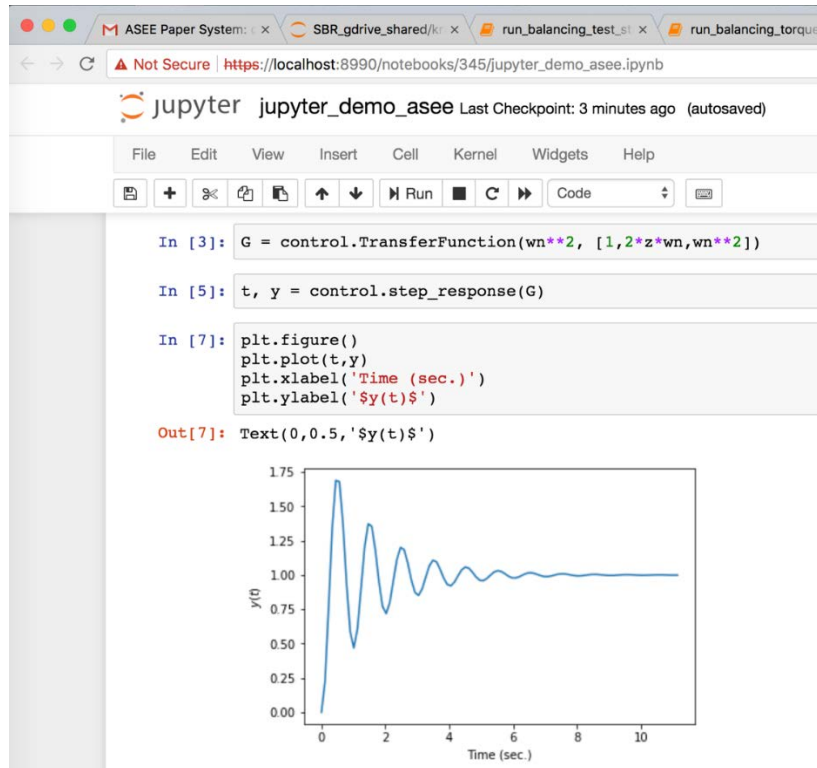 M ASEE Paper System:
SBR_gdrive_shared/kr
run_balancing_test_st
run_balancing_torque
Not Secure | https://localhost:8990/notebooks/345/jupyter_demo_asee.ipynb
jupyter jupyter_demo_asee Last Checkpoint: 3 minutes ago (autosaved)
File Edit View Insert Cell Kernel Widgets Help
Run Code
In [3]: G = control.TransferFunction(wn**2, [1,2*z*wn,wn**2])
In [5]: t, y = control.step_response(G)
In [7]: plt.figure()
plt.plot(t,y)
plt.xlabel('Time (sec.)')
plt.ylabel('$y(t)$')
Out[7]: Text(0,0.5,'$y(t)$')
1.75
1.50
1.25
1.00
0.75
0.50
0.25
0.00
y(t)
0 2 4 6 8 10
Time (sec.)